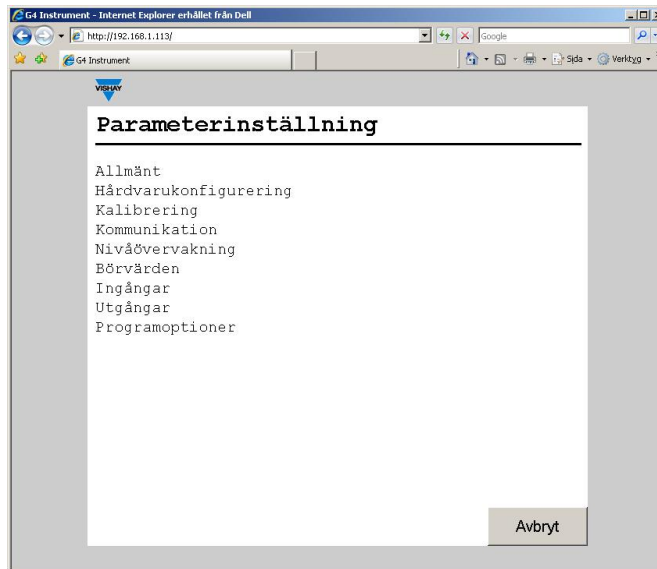 G4 Instrument - Internet Explorer erhållet från Dell
http://192.168.1.113/
Google
G4 Instrument
Sida
Verktyg
VISHAY
Parameterinställning
Allmänt
Hårdvarukonfigurering
Kalibrering
Kommunikation
Nivåövervakning
Börvärden
Ingångar
Utgångar
Programoptioner
Avbryt